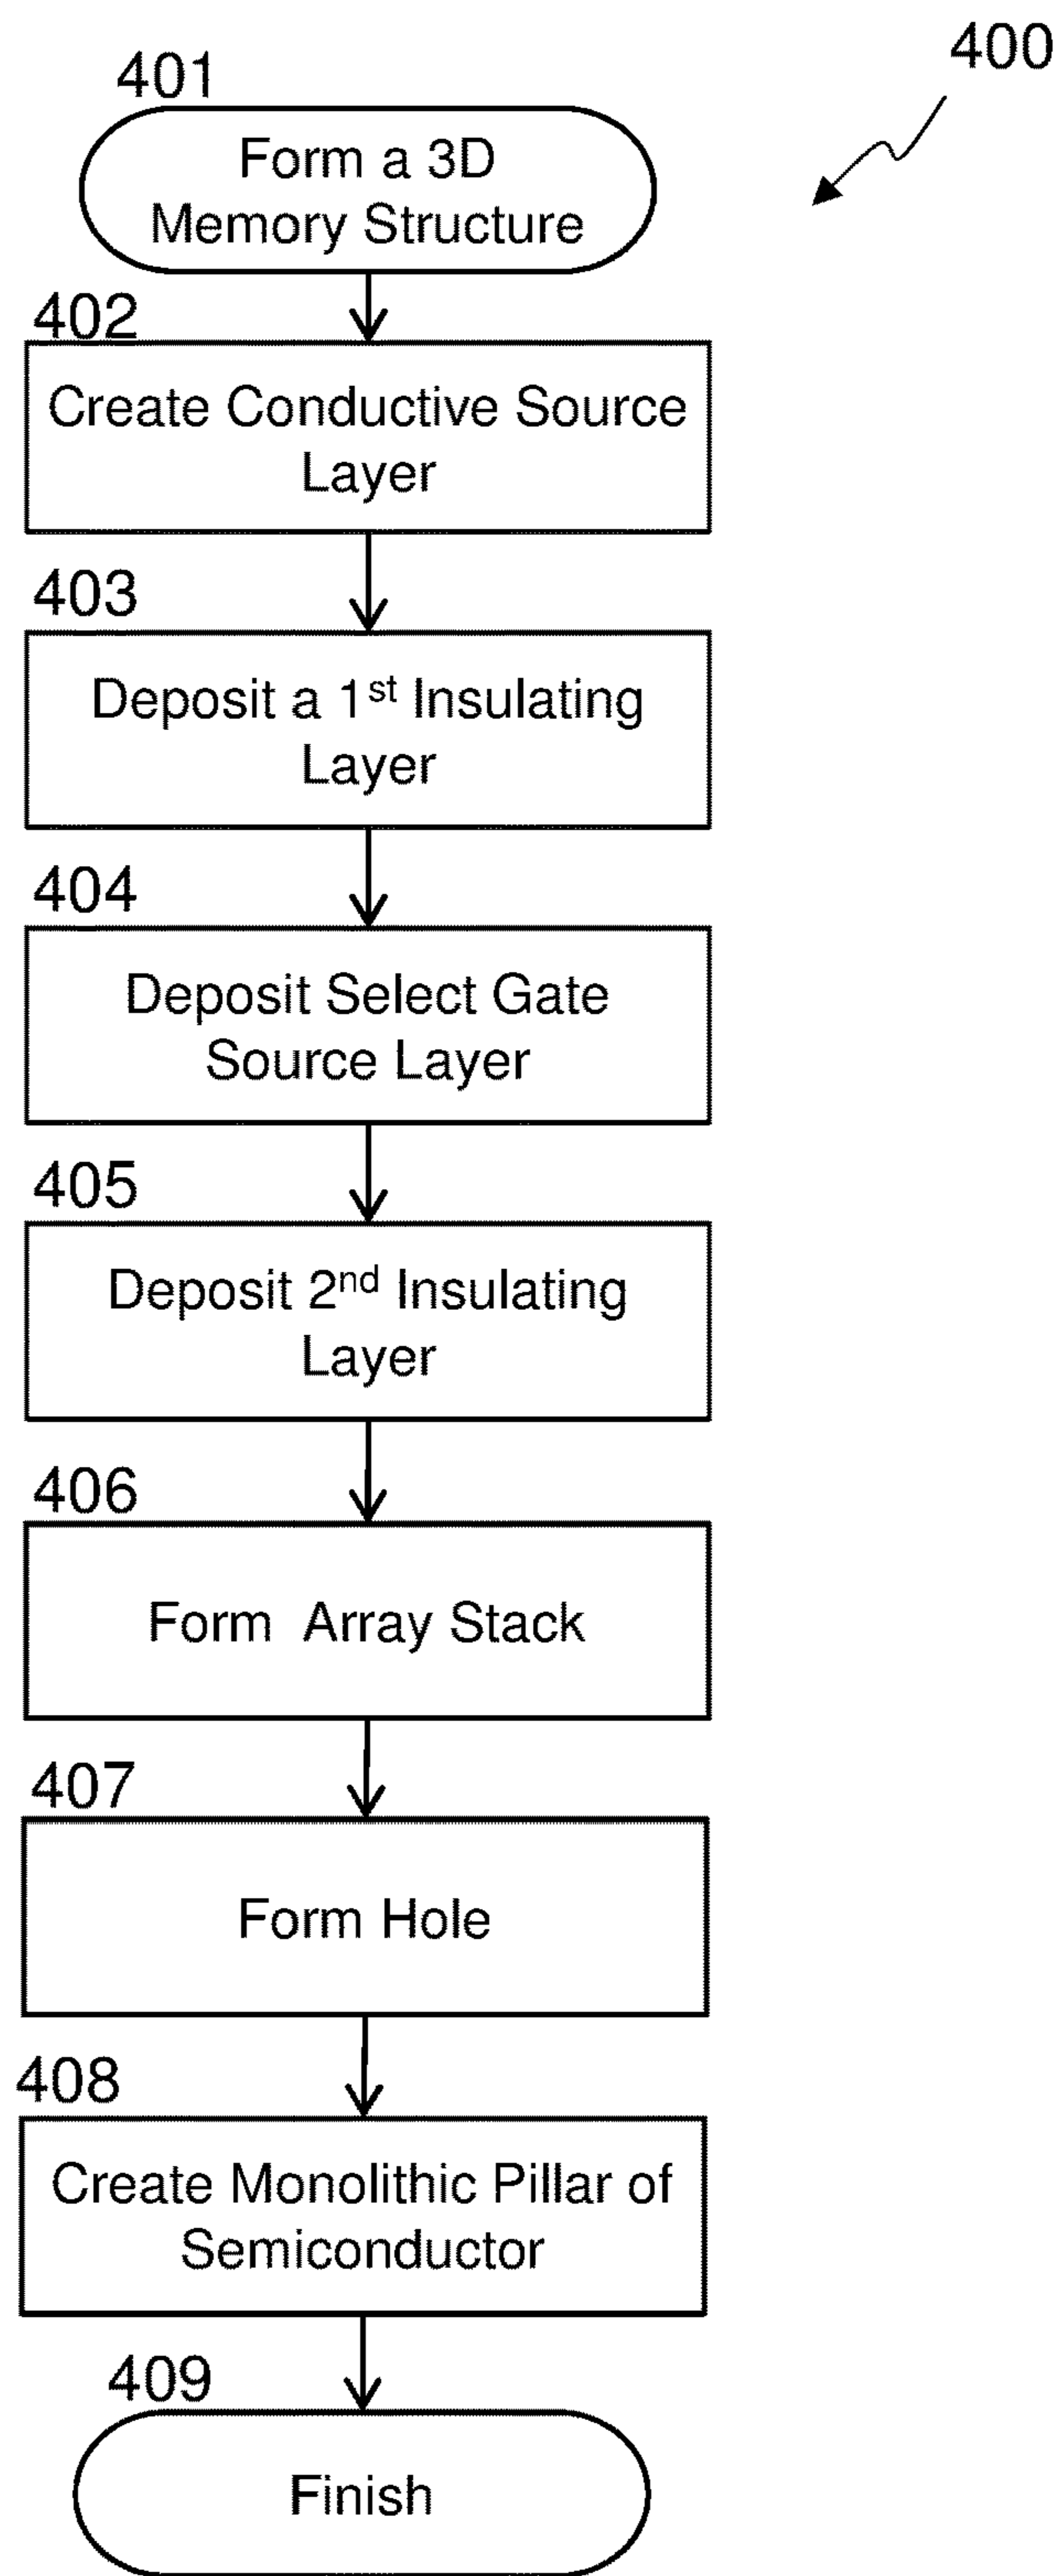 400
401
Form a 3D
Memory Structure
402
Create Conductive Source
Layer
403
Deposit a 1st Insulating
Layer
404
Deposit Select Gate
Source Layer
405
Deposit 2nd Insulating
Layer
406
Form Array Stack
407
Form Hole
408
Create Monolithic Pillar of
Semiconductor
409
Finish